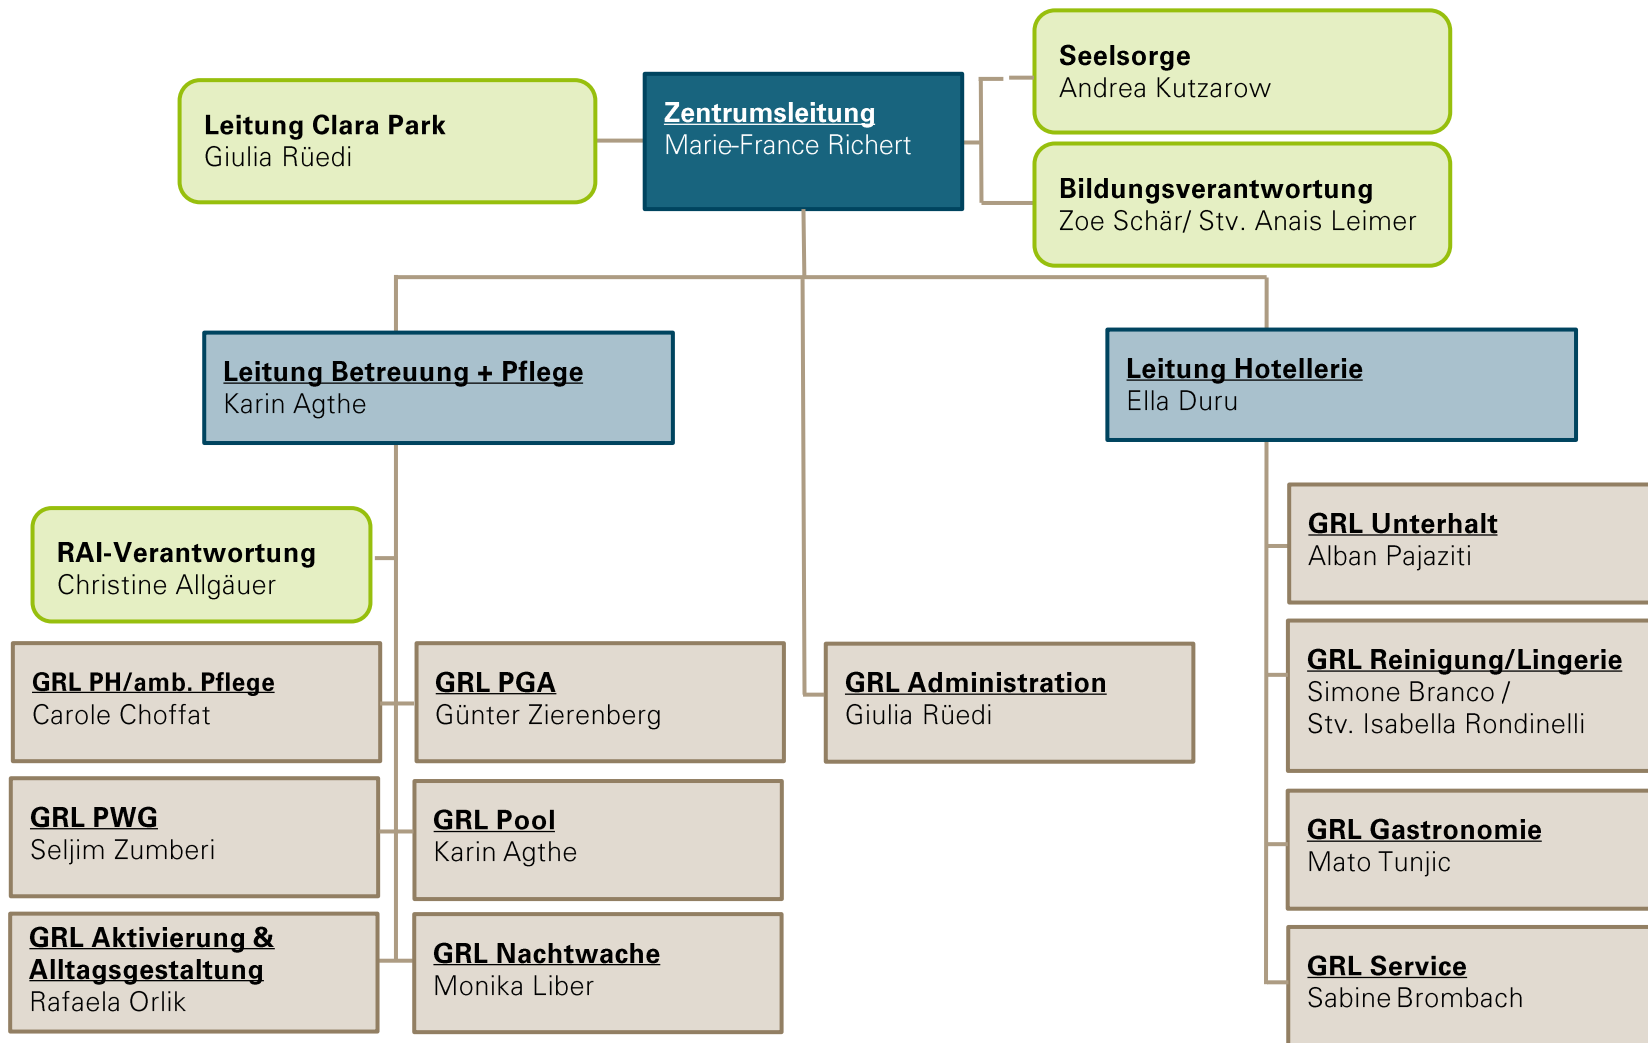 Seelsorge
Andrea Kutzarow
Leitung Clara Park
Giulia Rüedi
Zentrumsleitung
Marie-France Richert
Bildungsverantwortung
Zoe Schär/ Stv. Anais Leimer
Leitung Betreuung + Pflege
Karin Agthe
Leitung Hotellerie
Ella Duru
RAI-Verantwortung
Christine Allgäuer
GRL Unterhalt
Alban Pajaziti
GRL PH/amb. Pflege
Carole Choffat
GRL PGA
Günter Zierenberg
GRL Administration
Giulia Rüedi
GRL Reinigung/Lingerie
Simone Branco /
Stv. Isabella Rondinelli
GRL PWG
Seljim Zumberi
GRL Pool
Karin Agthe
GRL Gastronomie
Mato Tunjic
GRL Aktivierung &
Alltagsgestaltung
Rafaela Orlik
GRL Nachtwache
Monika Liber
GRL Service
Sabine Brombach